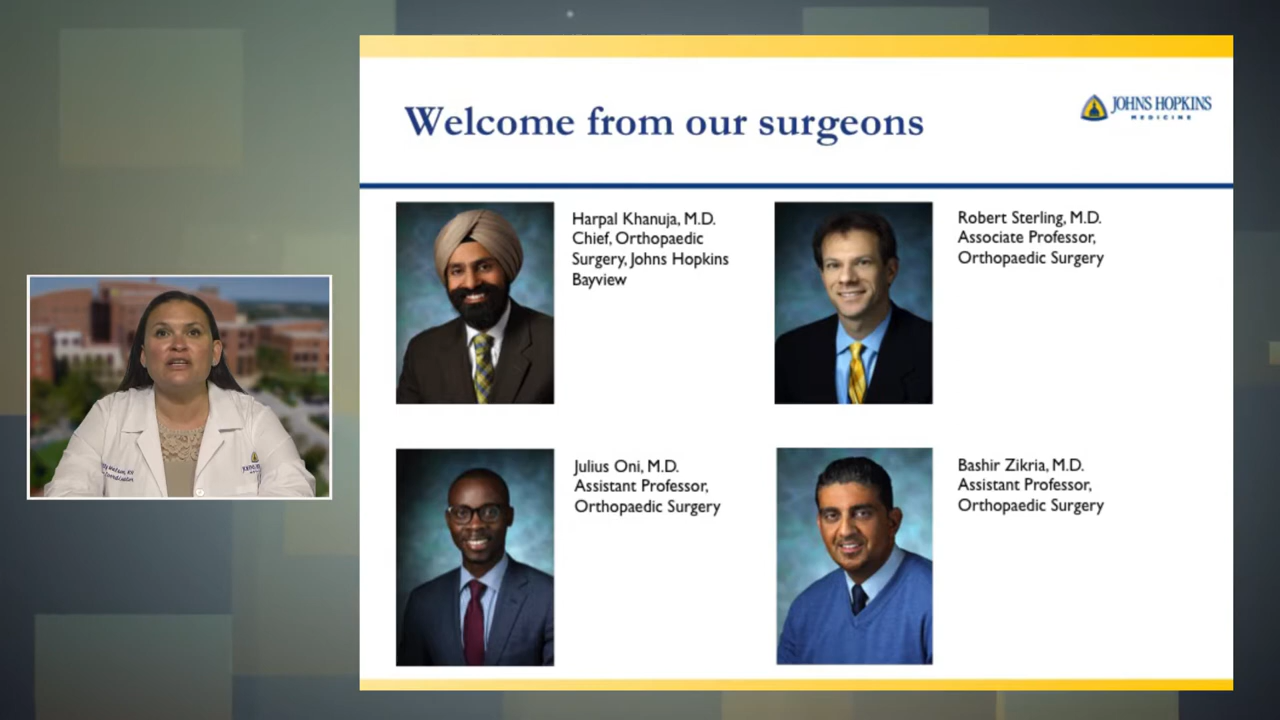 Welcome from our surgeons
JOHNS HOPKINS
MEDICINE
Harpal Khanuja, M.D.
Chief, Orthopaedic
Surgery, Johns Hopkins
Bayview
Robert Sterling, M.D.
Associate Professor,
Orthopaedic Surgery
Julius Oni, M.D.
Assistant Professor,
Orthopaedic Surgery
Bashir Zikria, M.D.
Assistant Professor,
Orthopaedic Surgery